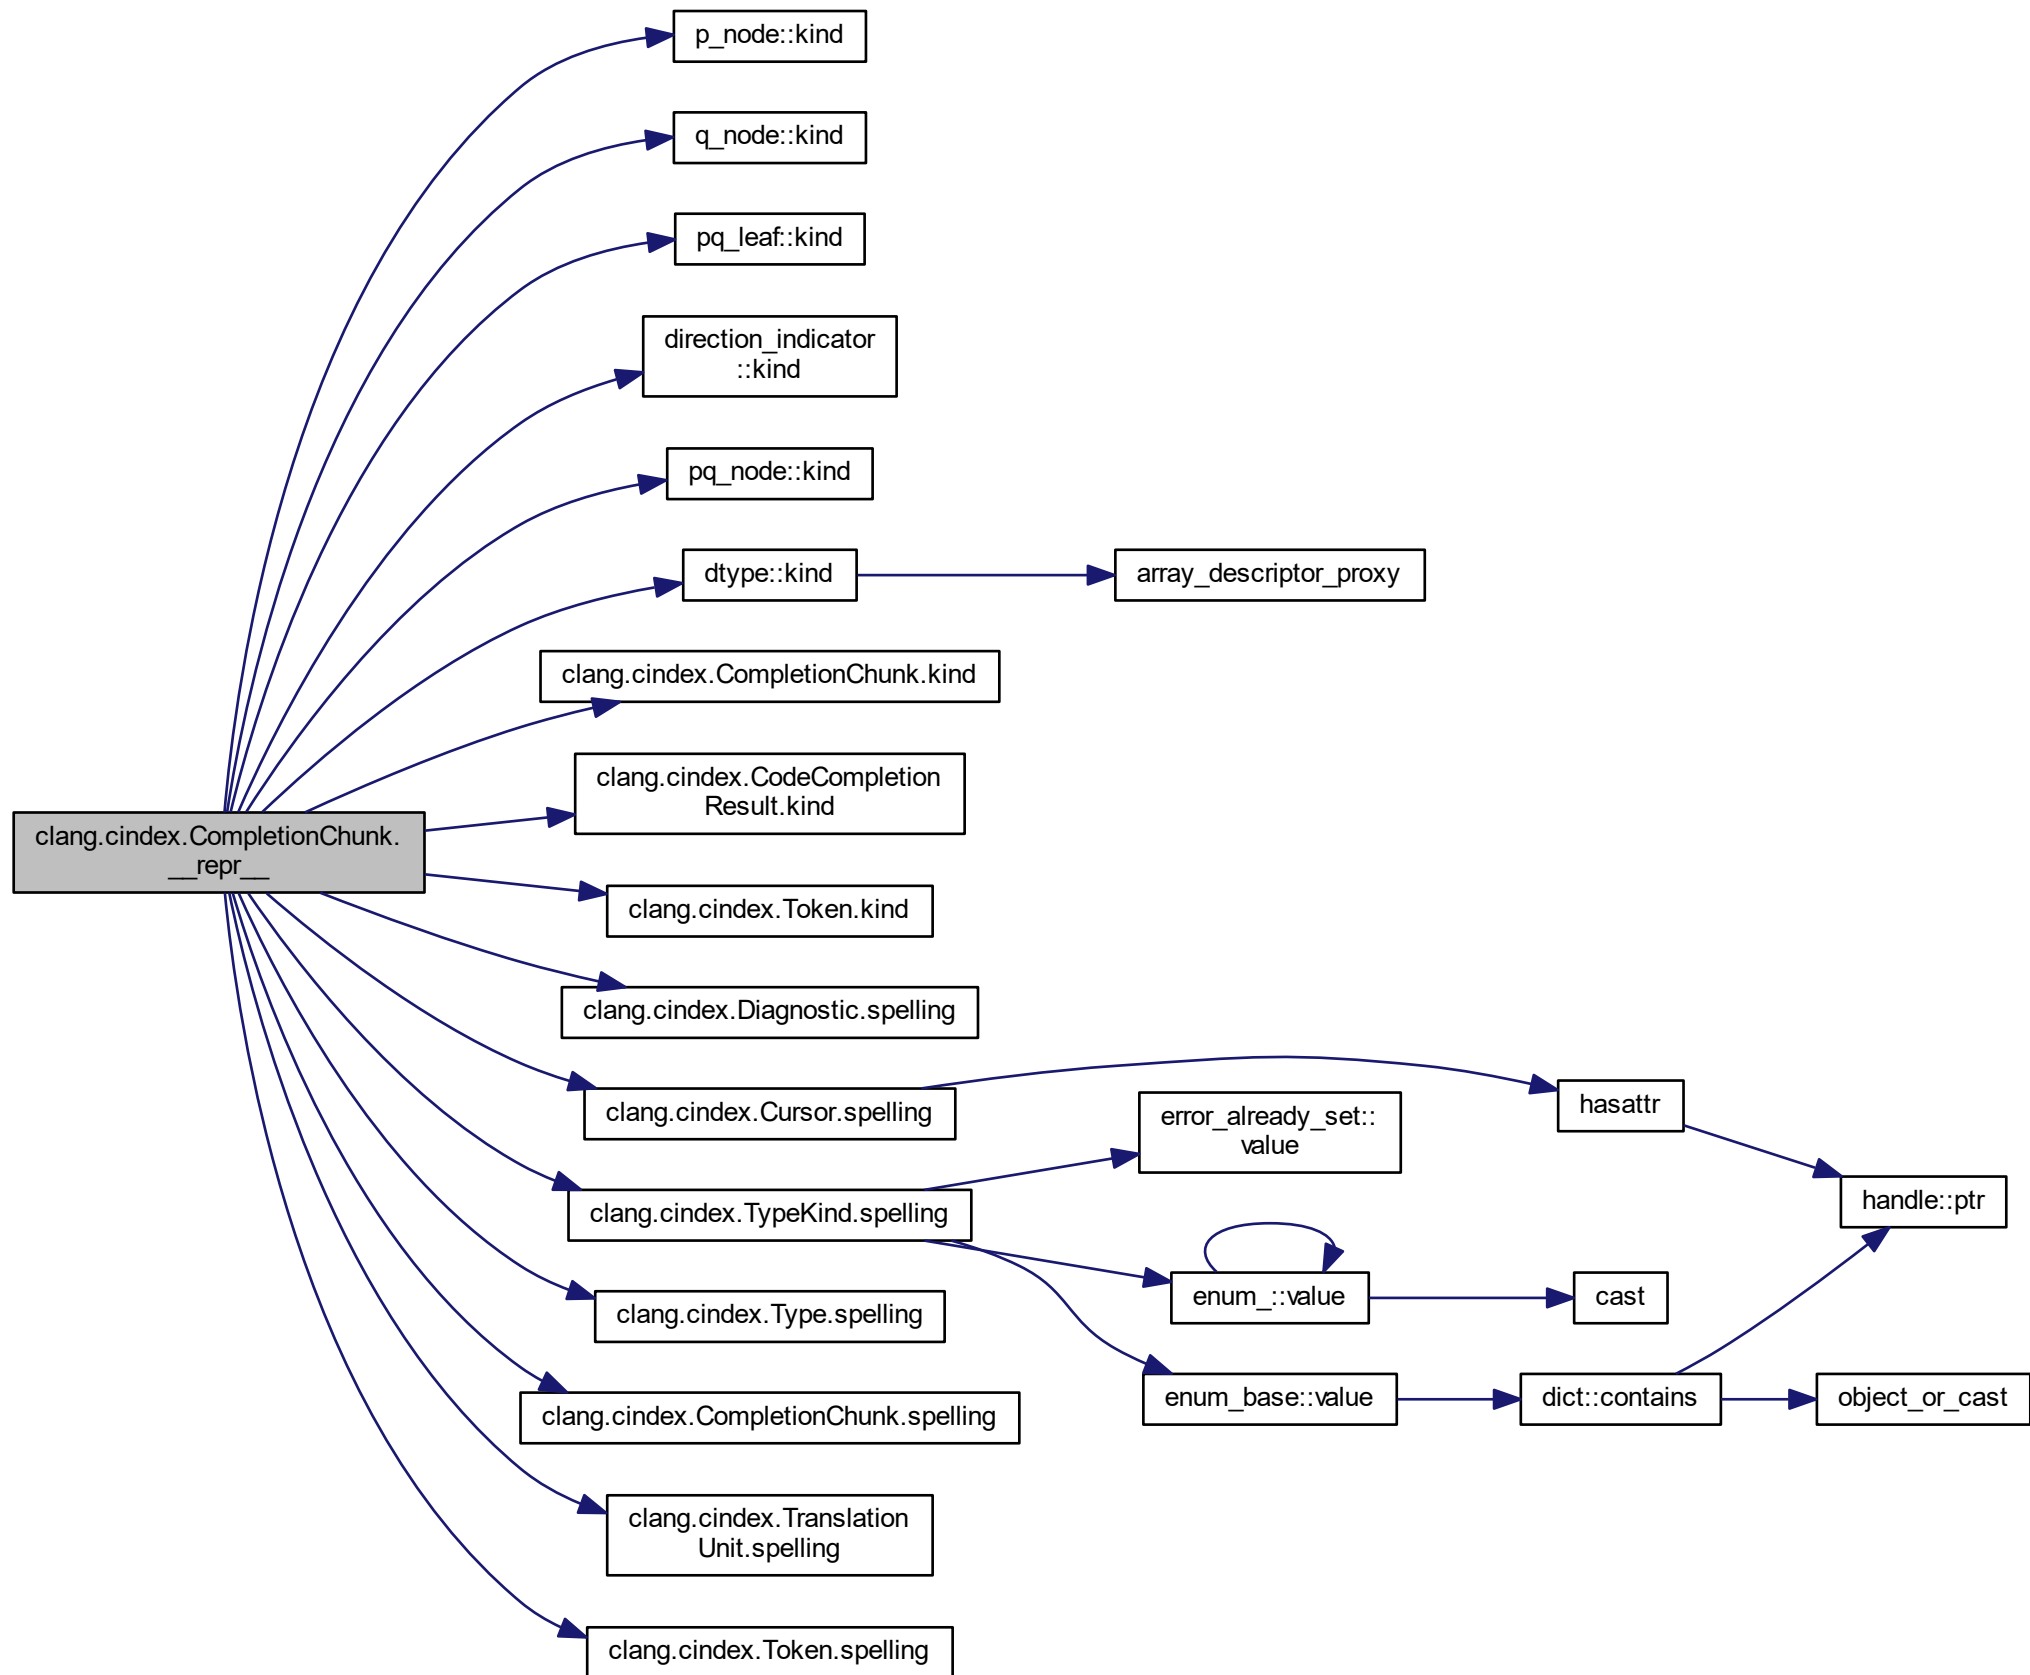 p_node::kind
q_node::kind
pq_leaf::kind
direction_indicator
::kind
pq_node::kind
dtype::kind
array_descriptor_proxy
clang.cindex.CompletionChunk.kind
clang.cindex.CodeCompletion
Result.kind
clang.cindex.CompletionChunk.
__repr__
clang.cindex.Token.kind
clang.cindex.Diagnostic.spelling
clang.cindex.Cursor.spelling
hasattr
error_already_set::
value
handle::ptr
clang.cindex.TypeKind.spelling
enum_::value
cast
clang.cindex.Type.spelling
enum_base::value
dict::contains
object_or_cast
clang.cindex.CompletionChunk.spelling
clang.cindex.Translation
Unit.spelling
clang.cindex.Token.spelling